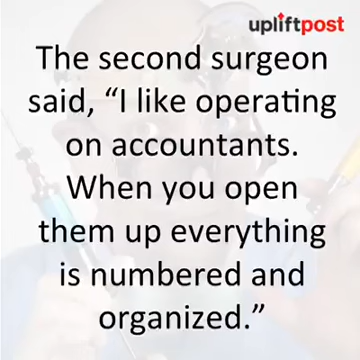 upliftpost
The second surgeon
said, “I like operating
on accountants.
When you open
them up everything
is numbered and
organized.”